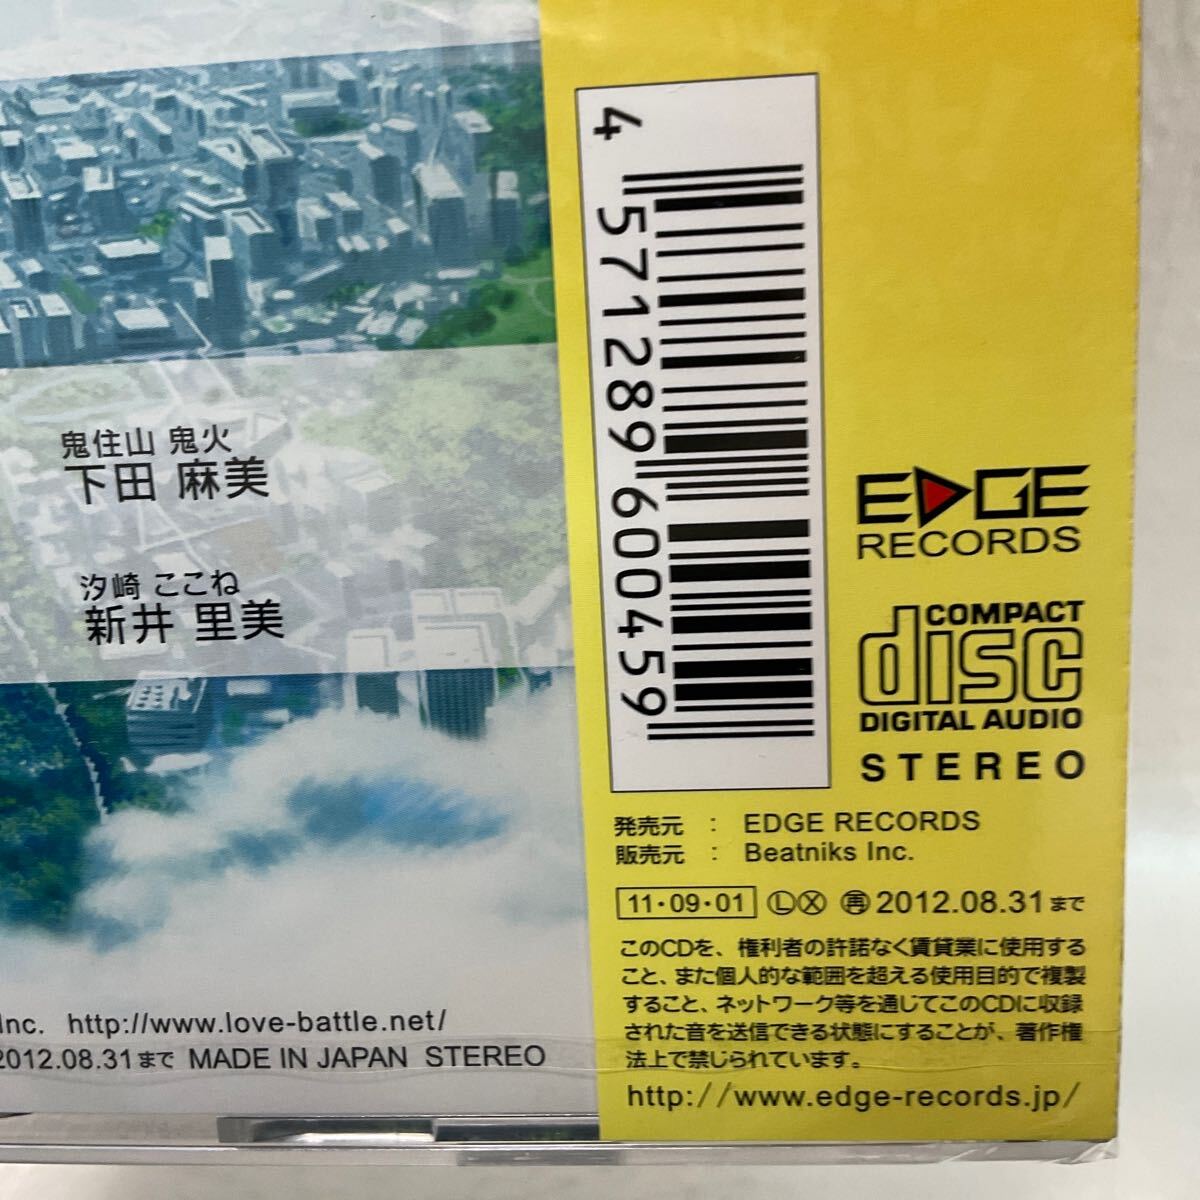 鬼住山 鬼火
下田 麻美
汐崎 ここね
新井 里美
Inc. http://www.love-battle.net/
2012.08.31まで MADE IN JAPAN STEREO
4 571289 600459
EDGE
RECORDS
COMPACT
disc
DIGITAL AUDIO
STEREO
発売元 : EDGE RECORDS
販売元 : Beatniks Inc.
11・09・01 Ⓛ Ⓧ ㊢ 2012.08.31まで
このCDを、権利者の許諾なく賃貸業に使用する
こと、また個人的な範囲を超える使用目的で複製
すること、ネットワーク等を通じてこのCDに収録
された音を送信できる状態にすることが、著作権
法上で禁じられています。
http://www.edge-records.jp/